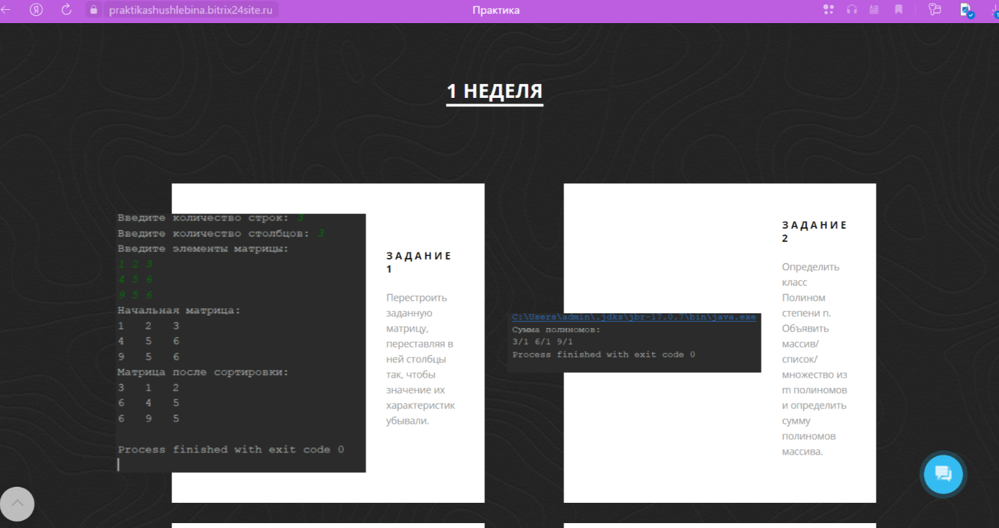 praktikashushlebina.bitrix24site.ru
Практика
1 НЕДЕЛЯ
Введите количество строк: 3
Введите количество столбцов: 3
Введите элементы матрицы:
1 2 3
4 5 6
9 5 6
Начальная матрица:
1 2 3
4 5 6
9 5 6
Матрица после сортировки:
3 1 2
6 4 5
6 9 5
Process finished with exit code 0
ЗАДАНИЕ
1
Перестроить
заданную
матрицу,
переставляя в
ней столбцы
так, чтобы
значение их
характеристик
убывали.
C:\Users\admin\.jdks\jbr-17.0.7\bin\java.exe
Сумма полиномов:
3/1 6/1 9/1
Process finished with exit code 0
ЗАДАНИЕ
2
Определить
класс
Полином
степени n.
Объявить
массив/
список/
множество из
m полиномов
и определить
сумму
полиномов
массива.